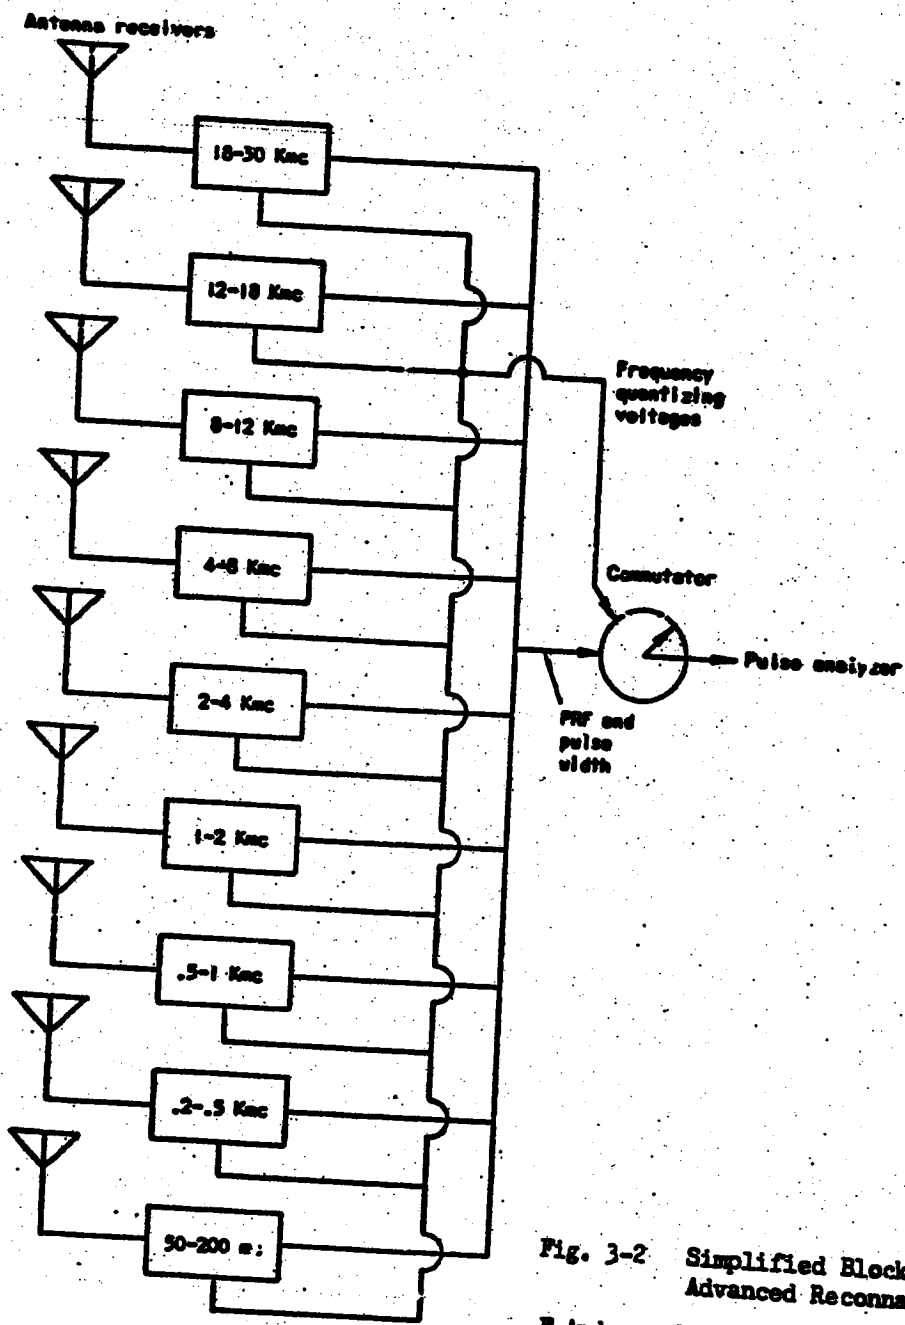 Antenna receivers
18-30 Kmc
12-18 Kmc
8-12 Kmc
Frequency
quantizing
voltages
4-8 Kmc
Commutator
Pulse analyzer
2-4 Kmc
PRF and
pulse
width
1-2 Kmc
.5-1 Kmc
.2-.5 Kmc
50-200
Fig. 3-2 Simplified Block
Advanced Reconna